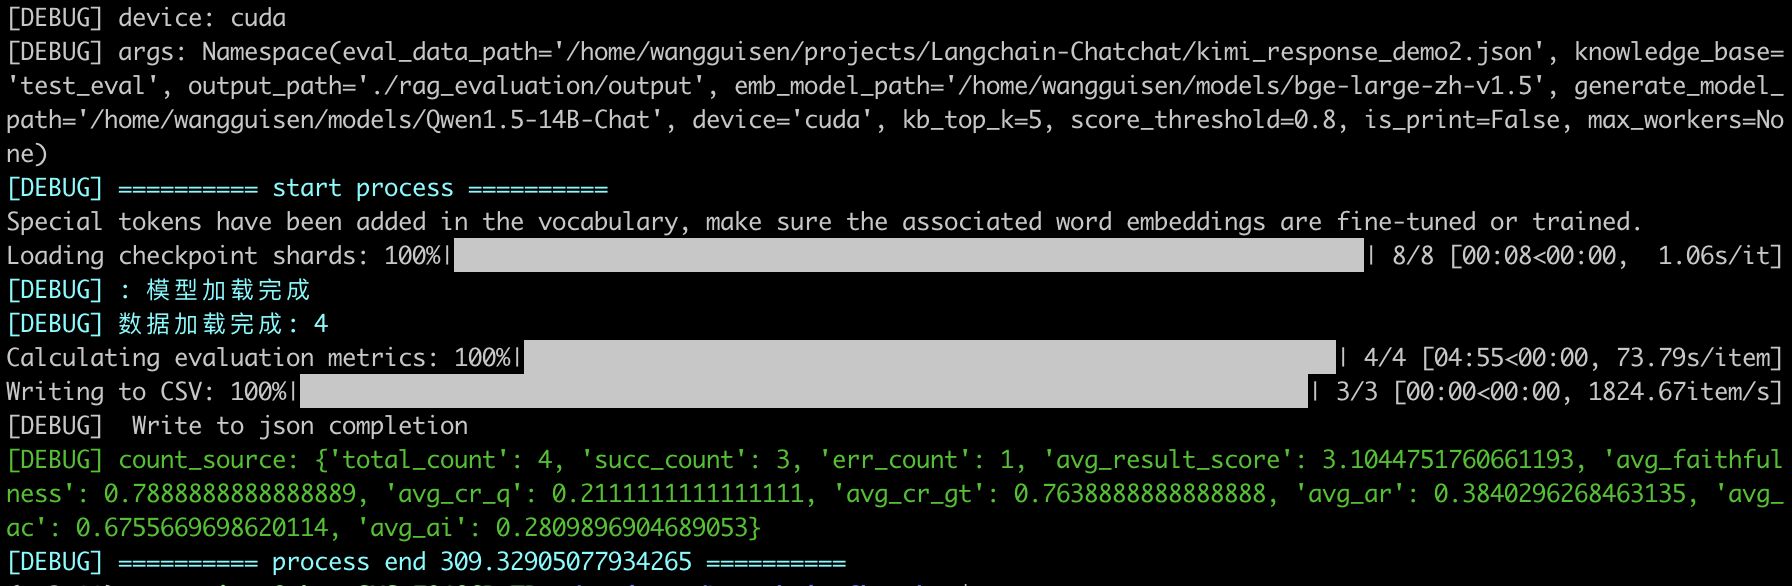 [DEBUG] device: cuda
[DEBUG] args: Namespace(eval_data_path='/home/wangguisen/projects/Langchain-Chatchat/kimi_response_demo2.json', knowledge_base=
'test_eval', output_path='./rag_evaluation/output', emb_model_path='/home/wangguisen/models/bge-large-zh-v1.5', generate_model_
path='/home/wangguisen/models/Qwen1.5-14B-Chat', device='cuda', kb_top_k=5, score_threshold=0.8, is_print=False, max_workers=No
ne)
[DEBUG] ========== start process ==========
Special tokens have been added in the vocabulary, make sure the associated word embeddings are fine-tuned or trained.
Loading checkpoint shards: 100%| | 8/8 [00:08<00:00,  1.06s/it]
[DEBUG] : 模型加载完成
[DEBUG] 数据加载完成: 4
Calculating evaluation metrics: 100%| | 4/4 [04:55<00:00, 73.79s/item]
Writing to CSV: 100%| | 3/3 [00:00<00:00, 1824.67item/s]
[DEBUG]  Write to json completion
[DEBUG] count_source: {'total_count': 4, 'succ_count': 3, 'err_count': 1, 'avg_result_score': 3.1044751760661193, 'avg_faithful
ness': 0.7888888888888889, 'avg_cr_q': 0.21111111111111111, 'avg_cr_gt': 0.7638888888888888, 'avg_ar': 0.3840296268463135, 'avg_
ac': 0.6755669698620114, 'avg_ai': 0.2809896904689053}
[DEBUG] ========== process end 309.32905077934265 ==========